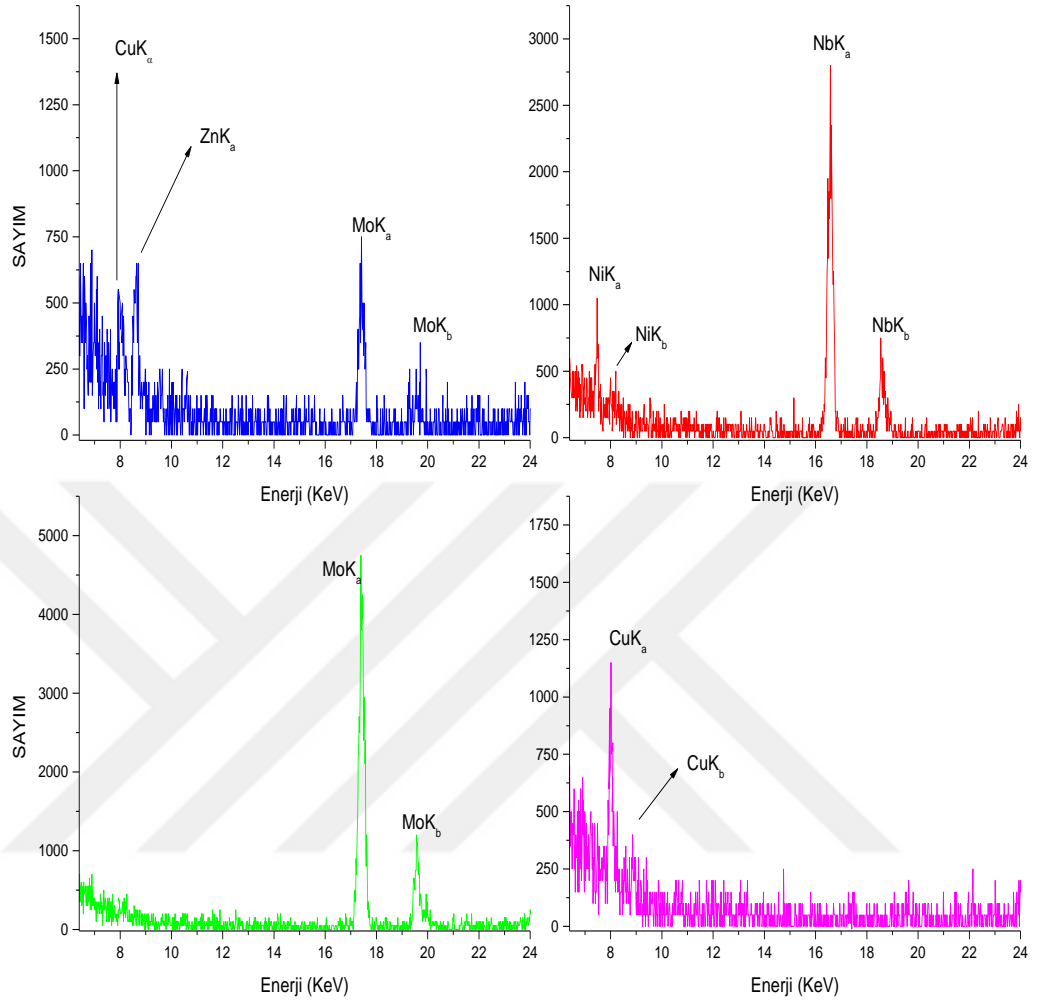 CuKα
ZnKa
MoKa
MoKb
SAYIM
1500
1250
1000
750
500
250
0
8 10 12 14 16 18 20 22 24
Enerji (KeV)
NbKa
NiKa
NiKb
NbKb
3000
2500
2000
1500
1000
500
0
8 10 12 14 16 18 20 22 24
Enerji (KeV)
MoKa
MoKb
SAYIM
5000
4000
3000
2000
1000
0
8 10 12 14 16 18 20 22 24
Enerji (KeV)
CuKa
CuKb
1750
1500
1250
1000
750
500
250
0
8 10 12 14 16 18 20 22 24
Enerji (KeV)